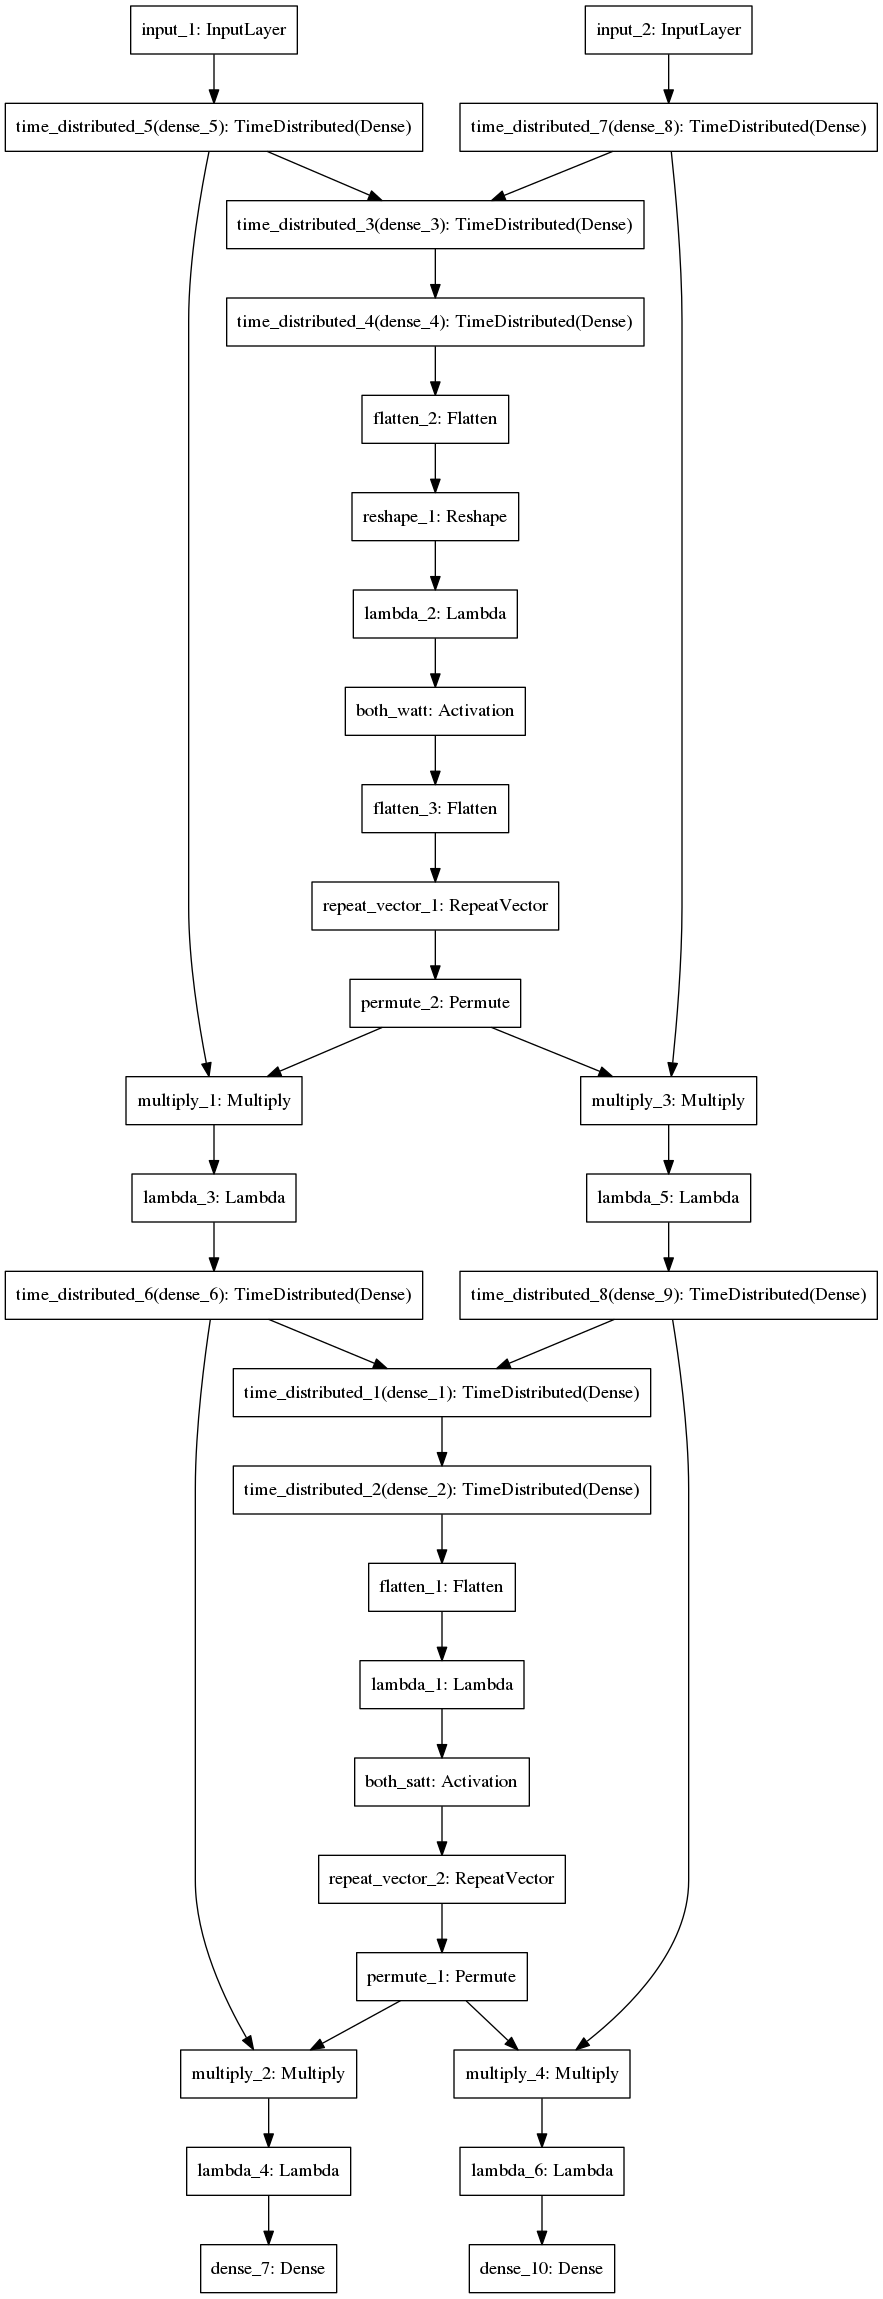 input_1: InputLayer
input_2: InputLayer
time_distributed_5(dense_5): TimeDistributed(Dense)
time_distributed_7(dense_8): TimeDistributed(Dense)
time_distributed_3(dense_3): TimeDistributed(Dense)
time_distributed_4(dense_4): TimeDistributed(Dense)
flatten_2: Flatten
reshape_1: Reshape
lambda_2: Lambda
both_watt: Activation
flatten_3: Flatten
repeat_vector_1: RepeatVector
permute_2: Permute
multiply_1: Multiply
multiply_3: Multiply
lambda_3: Lambda
lambda_5: Lambda
time_distributed_6(dense_6): TimeDistributed(Dense)
time_distributed_8(dense_9): TimeDistributed(Dense)
time_distributed_1(dense_1): TimeDistributed(Dense)
time_distributed_2(dense_2): TimeDistributed(Dense)
flatten_1: Flatten
lambda_1: Lambda
both_satt: Activation
repeat_vector_2: RepeatVector
permute_1: Permute
multiply_2: Multiply
multiply_4: Multiply
lambda_4: Lambda
lambda_6: Lambda
dense_7: Dense
dense_10: Dense